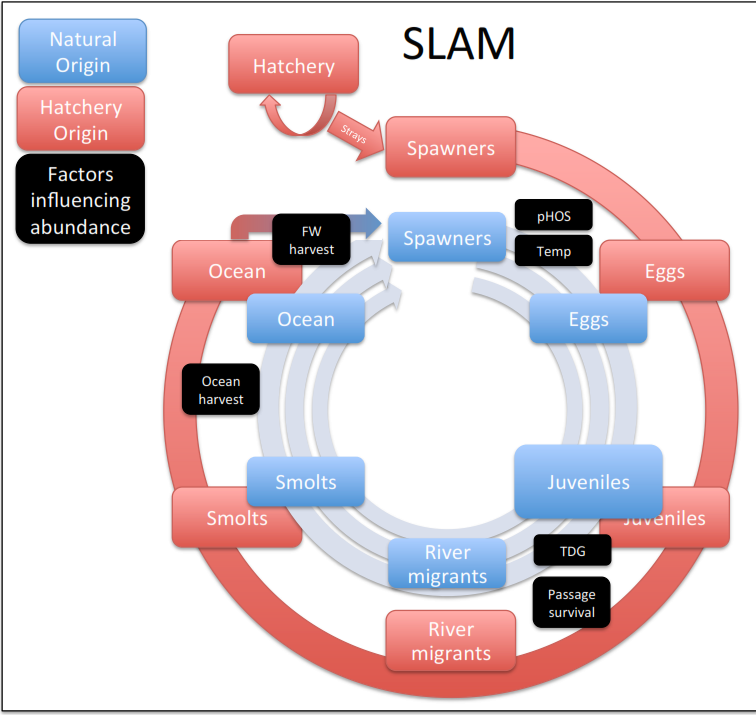 SLAM
Natural
Origin
Hatchery
Origin
Factors
influencing
abundance
Hatchery
Strays
Spawners
Spawners
pHOS
Temp
FW
harvest
Ocean
Eggs
Ocean
Eggs
Ocean
harvest
Smolts
Juveniles
Smolts
Juveniles
River
migrants
TDG
Passage
survival
River
migrants